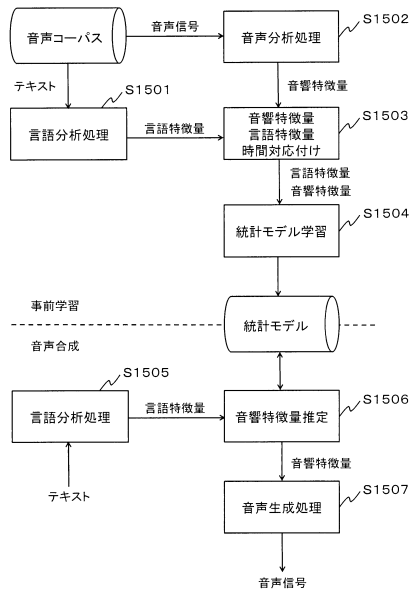 音声コーパス
音声信号
音声分析処理
S1502
テキスト
S1501
音響特徴量
言語分析処理
言語特徴量
音響特徴量
言語特徴量
時間対応付け
S1503
言語特徴量
音響特徴量
統計モデル学習
S1504
事前学習
統計モデル
音声合成
S1505
言語分析処理
言語特徴量
音響特徴量推定
S1506
テキスト
音響特徴量
音声生成処理
S1507
音声信号